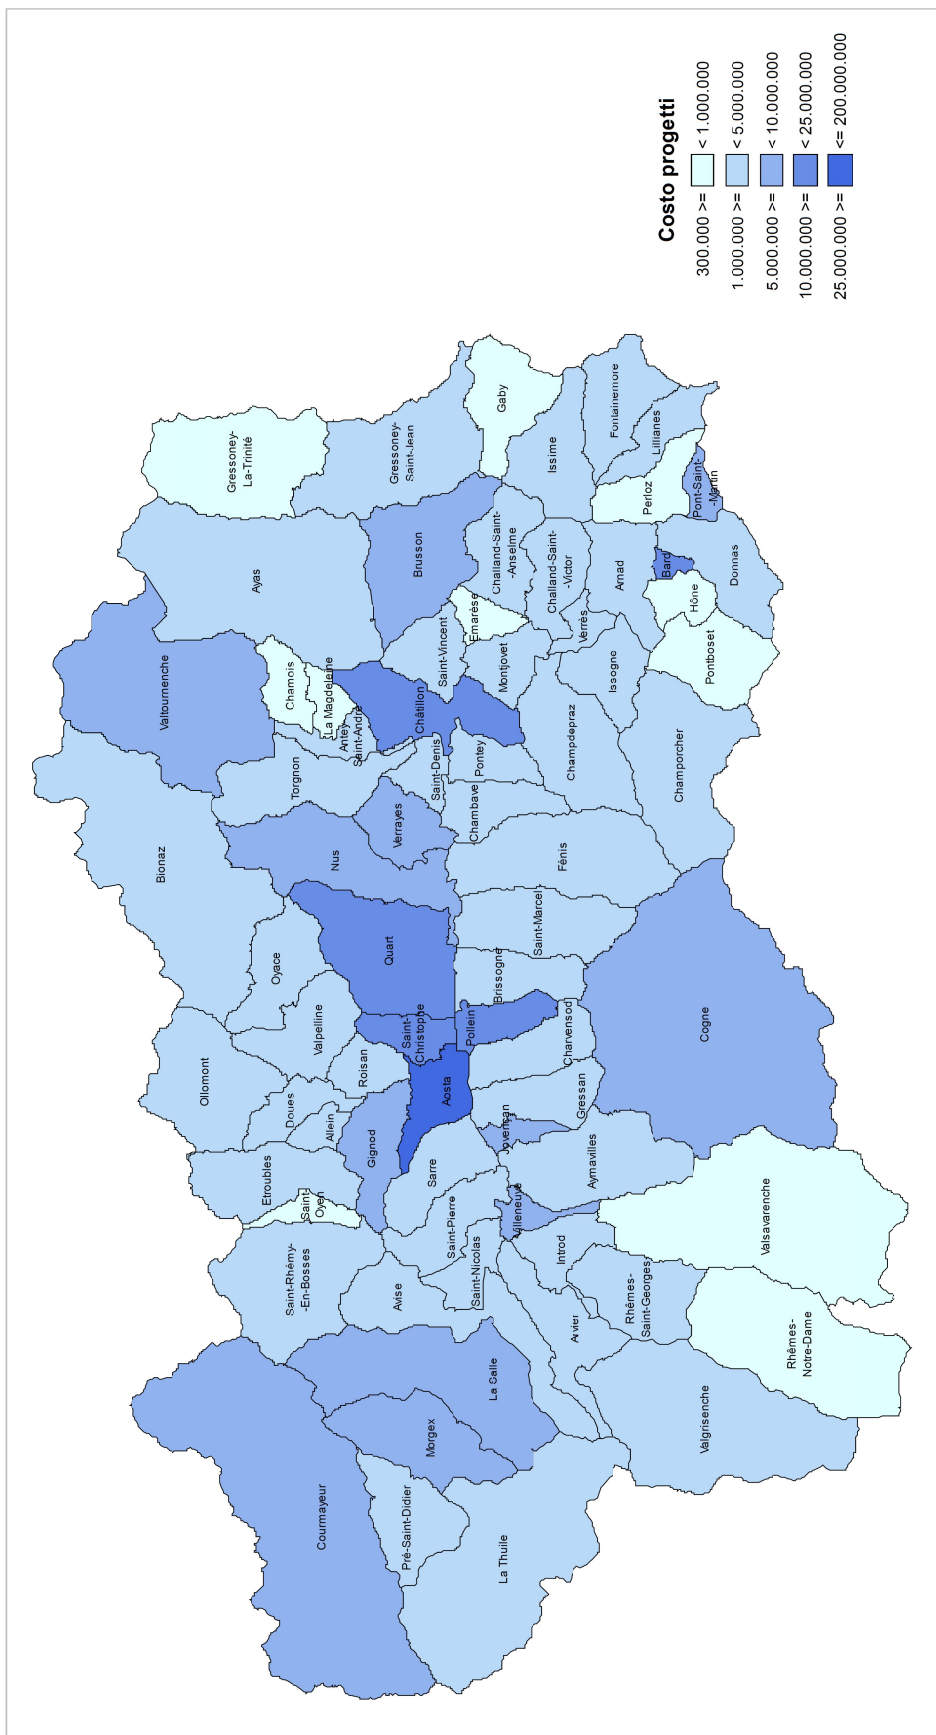 Bionaz
Valtournenche
Ollomont
Gressoney-
La-Trinité
Ayas
Etroubles
Oyace
Saint-Rhémy
-En-Bosses
Doues
Torgnon
Chamois
Saint-
Oyen
Courmayeur
Valpelline
Allein
Nus
La Magdeleine
Antey
Saint-André
Roisan
Gignod
Quart
Avise
Verrayes
Gressoney-
Saint-Jean
Pré-Saint-Didier
Saint-
Christophe
Châtillon
Brusson
Morgex
Sarre
Saint-Denis
Saint-Vincent
Aosta
Saint-Pierre
Pollein
Chambave
Emarèse
Saint-Nicolas
Pontey
La Salle
Brissogne
Montjovet
La Thuile
Gaby
Jovençan
Challand-Saint-
-Anselme
Villeneuve
Saint-Marcel
Introd
Charvensod
Fénis
Challand-Saint-
-Victor
Issime
Arvier
Gressan
Champdepraz
Verrès
Aymavilles
Issogne
Fontainemore
Arnad
Rhêmes-
Saint-Georges
Perloz
Lillianes
Bard
Champorcher
Hône
Valgrisenche
Cogne
Pontboset
Pont-Saint-
-Martin
Donnas
Valsavarenche
Rhêmes-
Notre-Dame
Costo progetti
300.000 >= < 1.000.000
1.000.000 >= < 5.000.000
5.000.000 >= < 10.000.000
10.000.000 >= < 25.000.000
25.000.000 >= <= 200.000.000